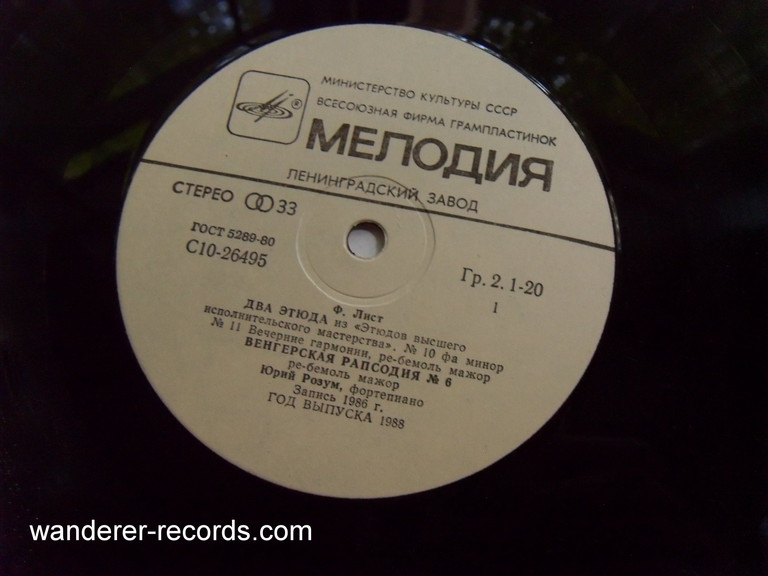 МИНИСТЕРСТВО КУЛЬТУРЫ СССР
ВСЕСОЮЗНАЯ ФИРМА ГРАМПЛАСТИНОК
®
МЕЛОДИЯ
ЛЕНИНГРАДСКИЙ ЗАВОД
СТЕРЕО 33
ГОСТ 5289-80
С10-26495
Гр. 2. 1-20
1
Ф. Лист
ДВА ЭТЮДА из «Этюдов высшего
исполнительского мастерства». № 10 фа минор
№ 11 Вечерние гармонии, ре-бемоль мажор
ВЕНГЕРСКАЯ РАПСОДИЯ № 6
ре-бемоль мажор
Юрий Розум, фортепиано
Запись 1986 г.
ГОД ВЫПУСКА 1988
wanderer-records.com